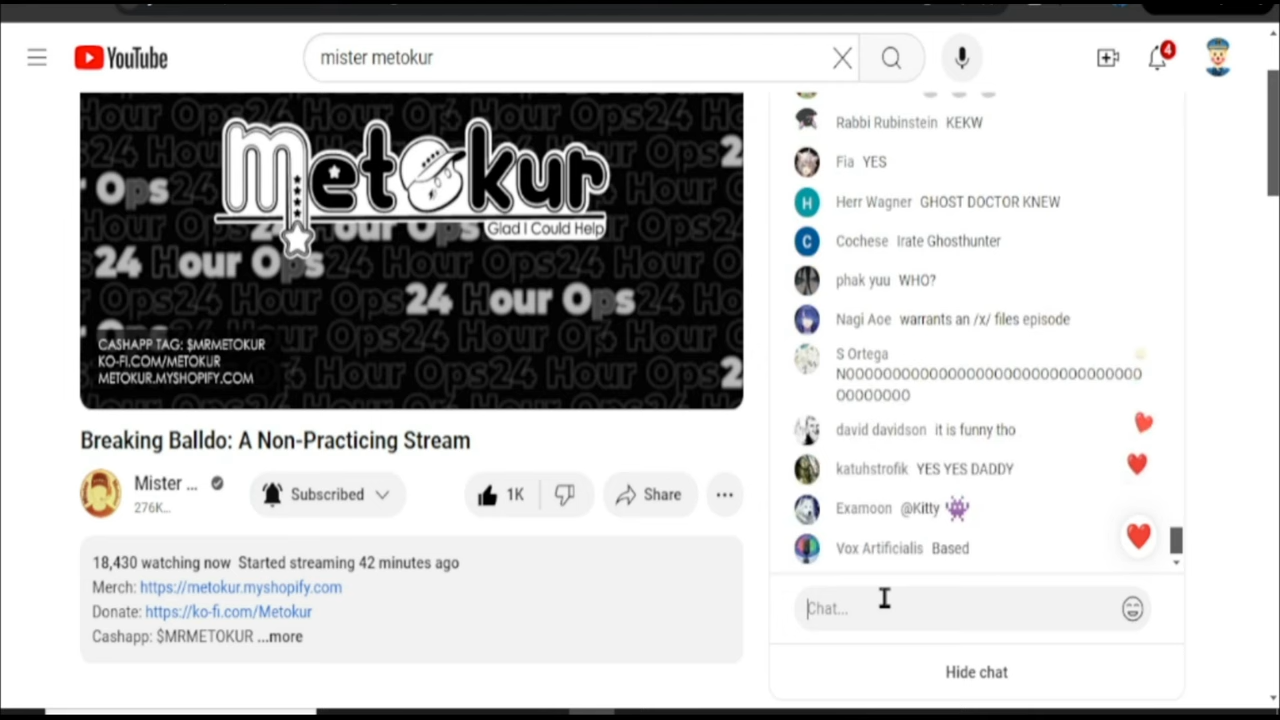 YouTube
mister metokur
4
Metokur
Glad I Could Help
24 Hour Ops
24 Hour Ops
CASHAPP TAG: $MRMETOKUR
KO-FI.COM/METOKUR
METOKUR.MYSHOPIFY.COM
Breaking Balldo: A Non-Practicing Stream
Mister ...
276K...
Subscribed
1K
Share
18,430 watching now Started streaming 42 minutes ago
Merch: https://metokur.myshopify.com
Donate: https://ko-fi.com/Metokur
Cashapp: $MRMETOKUR ...more
Rabbi Rubinstein KEKW
Fia YES
H
Herr Wagner GHOST DOCTOR KNEW
C
Cochese Irate Ghosthunter
phak yuu WHO?
Nagi Aoe warrants an /x/ files episode
S Ortega
NOOOOOOOOOOOOOOOOOOOOOOOOOOOOOOOOO
OOOOOOOO
david davidson it is funny tho
katuhstrofik YES YES DADDY
Examoon @Kitty
Vox Artificialis Based
Chat...
Hide chat